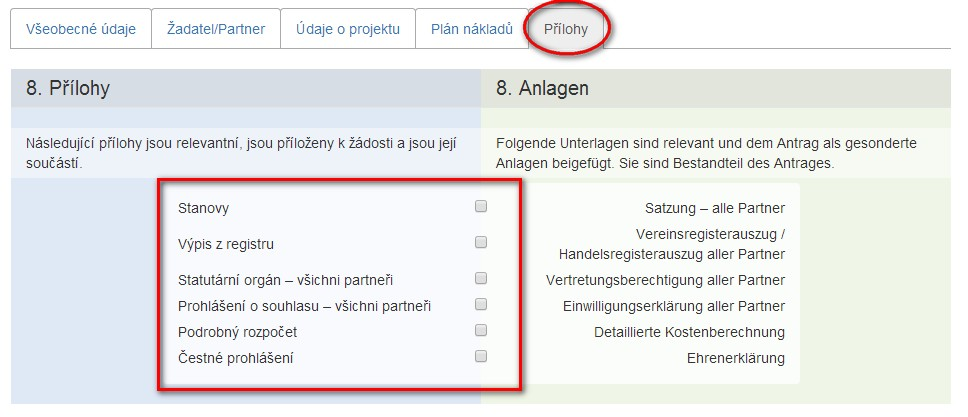 Všeobecné údaje
Žadatel/Partner
Údaje o projektu
Plán nákladů
Přílohy
8. Přílohy
8. Anlagen
Následující přílohy jsou relevantní, jsou příloženy k žádosti a jsou její
součástí.
Folgende Unterlagen sind relevant und dem Antrag als gesonderte
Anlagen beigefügt. Sie sind Bestandteil des Antrages.
Stanovy
Satzung – alle Partner
Výpis z registru
Vereinsregisterauszug /
Handelsregisterauszug aller Partner
Statutární orgán – všichni partneři
Vertretungsberechtigung aller Partner
Prohlášení o souhlasu – všichni partneři
Einwilligungserklärung aller Partner
Podrobný rozpočet
Detaillierte Kostenberechnung
Čestné prohlášení
Ehrenerklärung